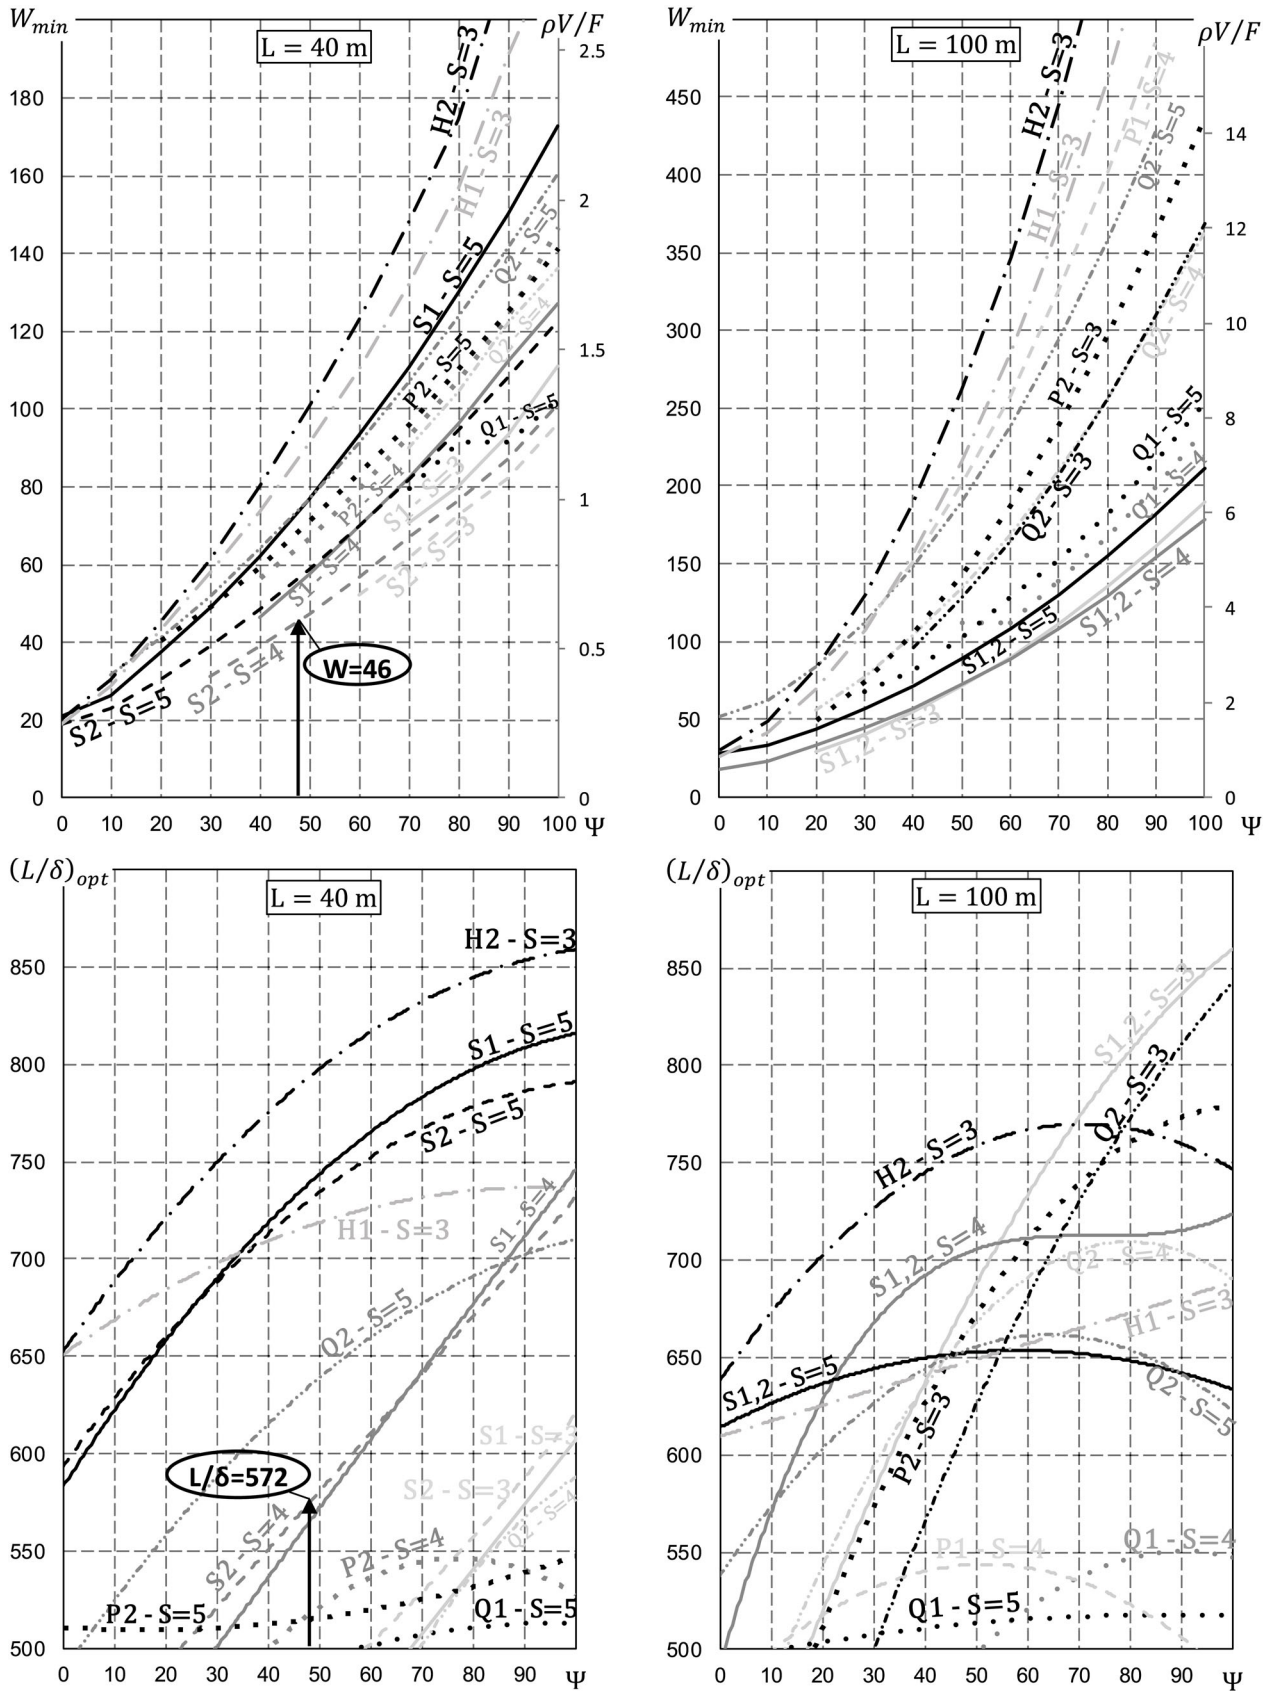 W_min
L = 40 m
ρV/F
180
160
140
120
100
80
60
40
20
0
2.5
2
1.5
1
0.5
0
H2 - S=3
H1 - S=3
S1 - S=5
Q2 - S=5
P2 - S=5
Q2 - S=4
Q1 - S=5
P2 - S=4
S1 - S=3
S1 - S=4
S2 - S=3
S2 - S=4
S2 - S=5
W=46
0 10 20 30 40 50 60 70 80 90 100 Ψ
W_min
L = 100 m
ρV/F
450
400
350
300
250
200
150
100
50
0
14
12
10
8
6
4
2
0
H2 - S=3
H1 - S=3
P1 - S=4
Q2 - S=5
P2 - S=3
Q2 - S=4
Q2 - S=3
Q1 - S=5
Q1 - S=4
S1,2 - S=5
S1,2 - S=4
S1,2 - S=3
0 10 20 30 40 50 60 70 80 90 100 Ψ
(L/δ)_opt
L = 40 m
850
800
750
700
650
600
550
500
H2 - S=3
S1 - S=5
S2 - S=5
H1 - S=3
S1 - S=4
Q2 - S=5
L/δ=572
S1 - S=3
S2 - S=3
Q2 - S=4
S2 - S=4
P2 - S=4
P2 - S=5
Q1 - S=5
0 10 20 30 40 50 60 70 80 90 Ψ
(L/δ)_opt
L = 100 m
850
800
750
700
650
600
550
500
S1,2 - S=3
Q2 - S=3
H2 - S=3
S1,2 - S=4
Q2 - S=4
H1 - S=3
S1,2 - S=5
Q2 - S=5
P2 - S=3
P1 - S=4
Q1 - S=4
Q1 - S=5
0 10 20 30 40 50 60 70 80 90 Ψ